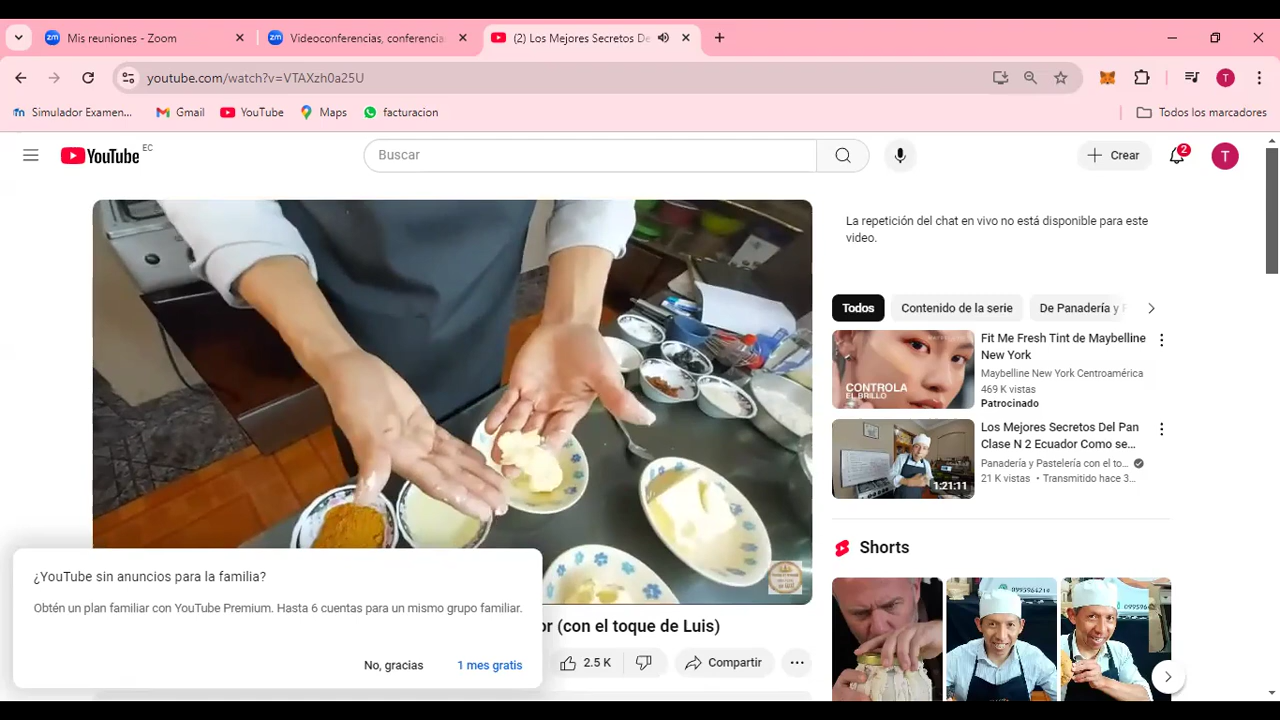 Mis reuniones - Zoom
Videoconferencias, conferencia
(2) Los Mejores Secretos De
youtube.com/watch?v=VTAXzh0a25U
T
Simulador Examen...
Gmail
YouTube
Maps
facturacion
Todos los marcadores
YouTube EC
Buscar
Crear
2
T
La repetición del chat en vivo no está disponible para este
video.
Todos
Contenido de la serie
De Panadería y
Fit Me Fresh Tint de Maybelline
New York
Maybelline New York Centroamérica
469 K vistas
Patrocinado
CONTROLA
EL BRILLO
Los Mejores Secretos Del Pan
Clase N 2 Ecuador Como se...
Panadería y Pastelería con el to...
21 K vistas • Transmitido hace 3...
1:21:11
Shorts
¿YouTube sin anuncios para la familia?
Obtén un plan familiar con YouTube Premium. Hasta 6 cuentas para un mismo grupo familiar.
No, gracias
1 mes gratis
or (con el toque de Luis)
2.5 K
Compartir